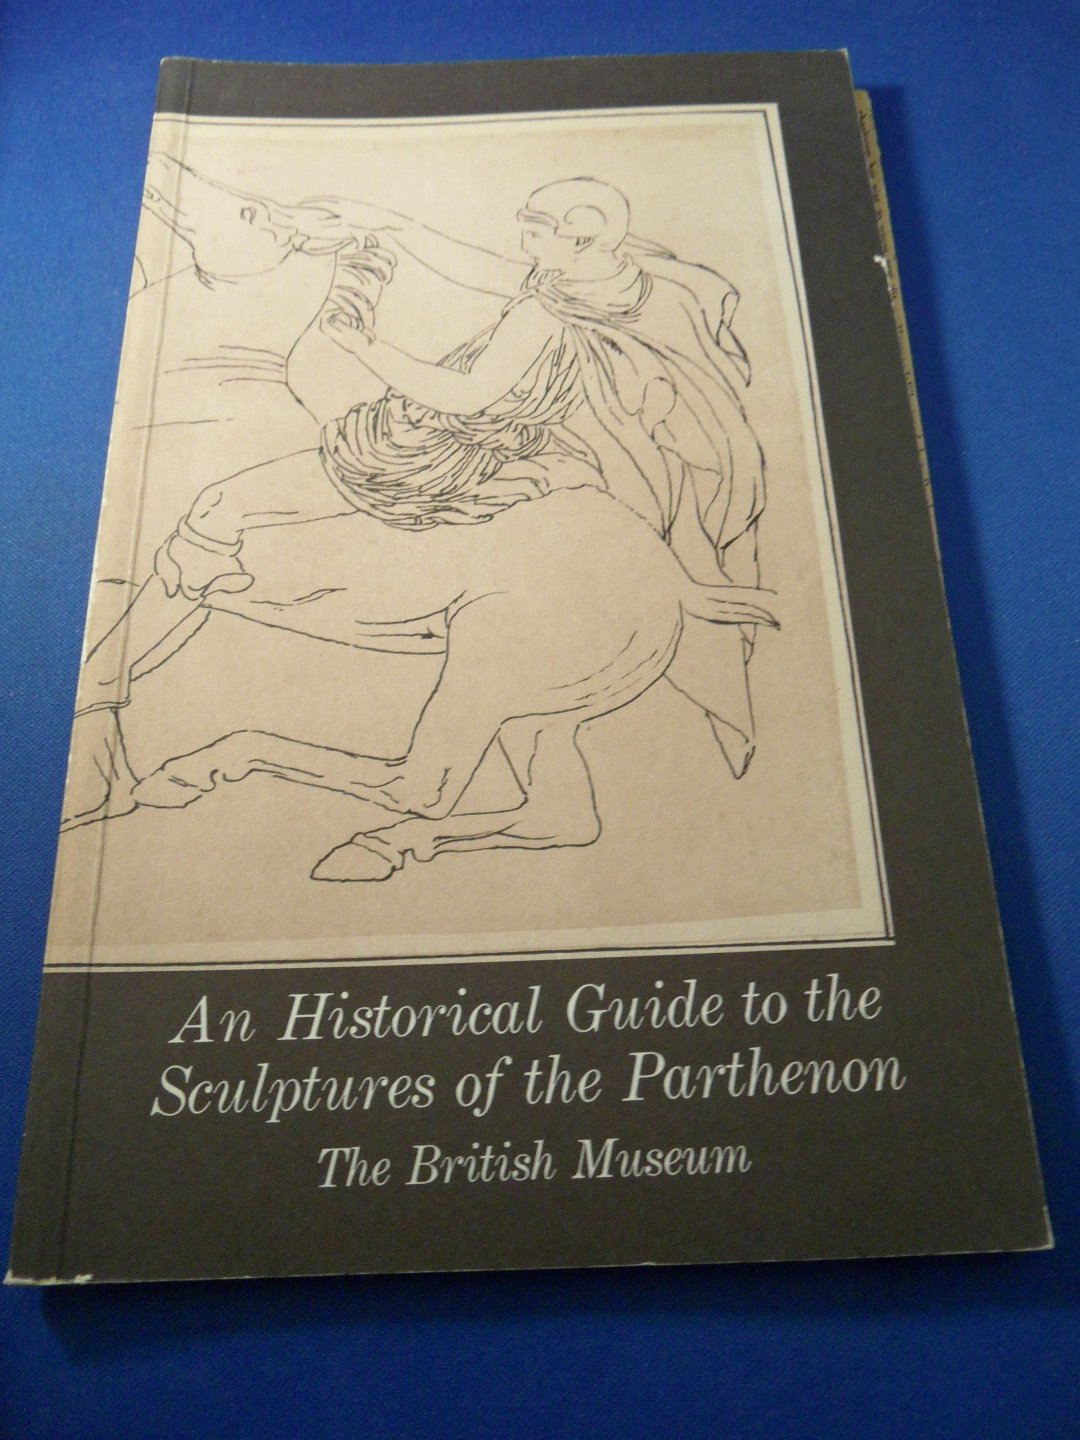 An Historical Guide to the
Sculptures of the Parthenon
The British Museum